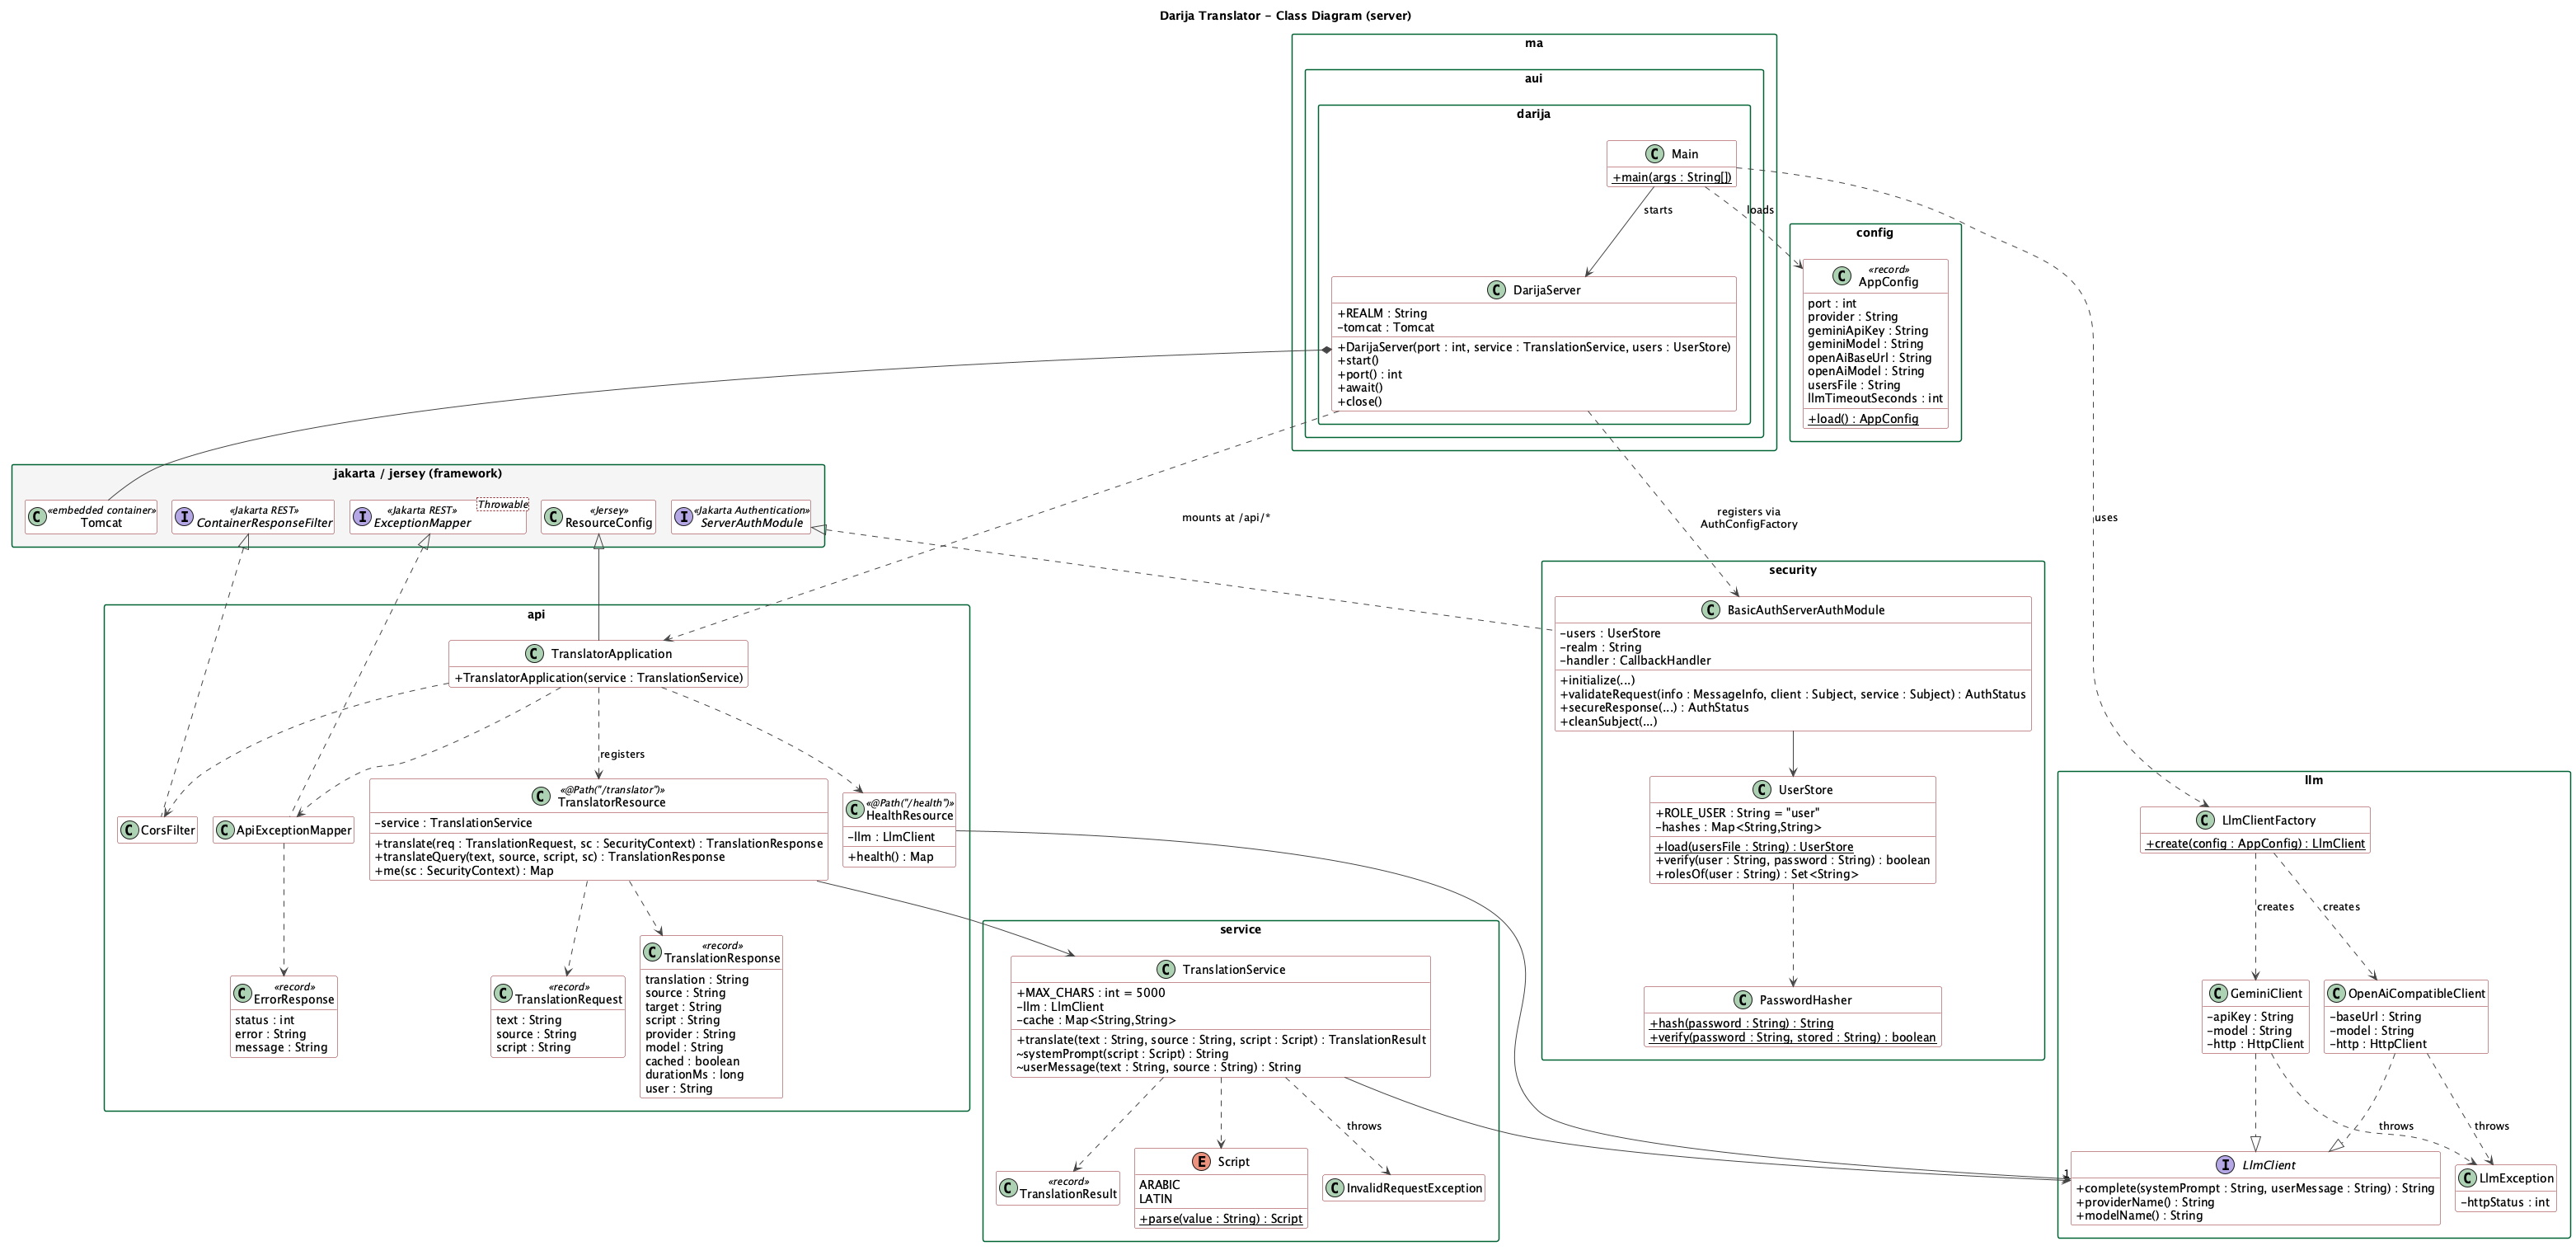 Darija Translator - Class Diagram (server)
ma
aui
darija
C Main
+main(args : String[])
starts
loads
uses
C DarijaServer
+REALM : String
-tomcat : Tomcat
+DarijaServer(port : int, service : TranslationService, users : UserStore)
+start()
+port() : int
+await()
+close()
config
C «record»
AppConfig
port : int
provider : String
geminiApiKey : String
geminiModel : String
openAiBaseUrl : String
openAiModel : String
usersFile : String
llmTimeoutSeconds : int
+load() : AppConfig
jakarta / jersey (framework)
C «embedded container»
Tomcat
I «Jakarta REST»
ContainerResponseFilter
I «Jakarta REST»
ExceptionMapper
Throwable
C «Jersey»
ResourceConfig
I «Jakarta Authentication»
ServerAuthModule
mounts at /api/*
registers via
AuthConfigFactory
api
C TranslatorApplication
+TranslatorApplication(service : TranslationService)
registers
C CorsFilter
C ApiExceptionMapper
C «@Path("/translator")»
TranslatorResource
-service : TranslationService
+translate(req : TranslationRequest, sc : SecurityContext) : TranslationResponse
+translateQuery(text, source, script, sc) : TranslationResponse
+me(sc : SecurityContext) : Map
C «@Path("/health")»
HealthResource
-llm : LlmClient
+health() : Map
C «record»
ErrorResponse
status : int
error : String
message : String
C «record»
TranslationRequest
text : String
source : String
script : String
C «record»
TranslationResponse
translation : String
source : String
target : String
script : String
provider : String
model : String
cached : boolean
durationMs : long
user : String
security
C BasicAuthServerAuthModule
-users : UserStore
-realm : String
-handler : CallbackHandler
+initialize(...)
+validateRequest(info : MessageInfo, client : Subject, service : Subject) : AuthStatus
+secureResponse(...) : AuthStatus
+cleanSubject(...)
C UserStore
+ROLE_USER : String = "user"
-hashes : Map<String,String>
+load(usersFile : String) : UserStore
+verify(user : String, password : String) : boolean
+rolesOf(user : String) : Set<String>
C PasswordHasher
+hash(password : String) : String
+verify(password : String, stored : String) : boolean
service
C TranslationService
+MAX_CHARS : int = 5000
-llm : LlmClient
-cache : Map<String,String>
+translate(text : String, source : String, script : Script) : TranslationResult
~systemPrompt(script : Script) : String
~userMessage(text : String, source : String) : String
throws
C «record»
TranslationResult
E Script
ARABIC
LATIN
+parse(value : String) : Script
C InvalidRequestException
llm
C LlmClientFactory
+create(config : AppConfig) : LlmClient
creates
creates
C GeminiClient
-apiKey : String
-model : String
-http : HttpClient
C OpenAiCompatibleClient
-baseUrl : String
-model : String
-http : HttpClient
throws
throws
1
I LlmClient
+complete(systemPrompt : String, userMessage : String) : String
+providerName() : String
+modelName() : String
C LlmException
-httpStatus : int